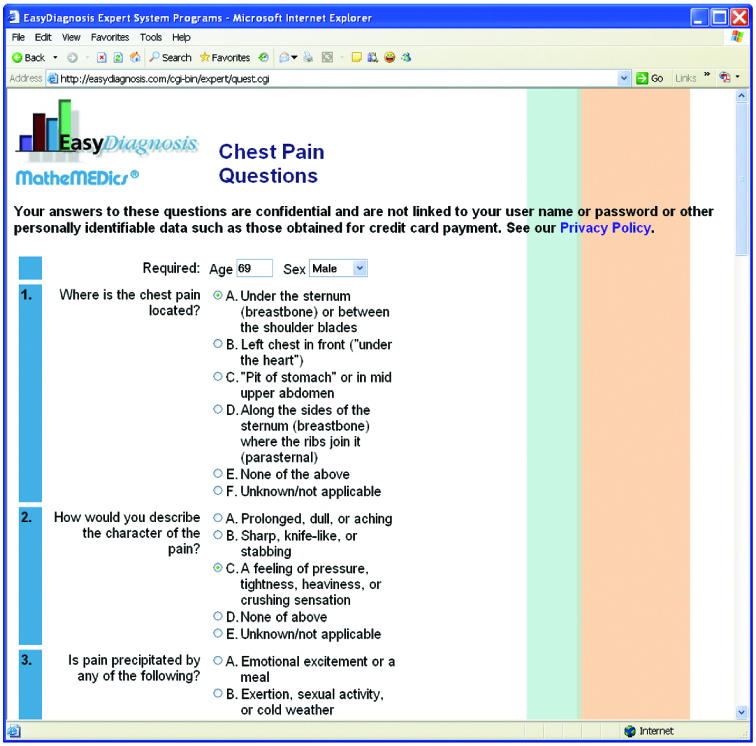 EasyDiagnosis Expert System Programs - Microsoft Internet Explorer
File Edit View Favorites Tools Help
Back Search Favorites
Address http://easydiagnosis.com/cgi-bin/expert/quest.cgi Go Links »
EasyDiagnosis
MatheMEDics®
Chest Pain
Questions
Your answers to these questions are confidential and are not linked to your user name or password or other
personally identifiable data such as those obtained for credit card payment. See our Privacy Policy.
Required: Age 69 Sex Male
1. Where is the chest pain
located?
A. Under the sternum
(breastbone) or between
the shoulder blades
B. Left chest in front ("under
the heart")
C. "Pit of stomach" or in mid
upper abdomen
D. Along the sides of the
sternum (breastbone)
where the ribs join it
(parasternal)
E. None of the above
F. Unknown/not applicable
2. How would you describe
the character of the
pain?
A. Prolonged, dull, or aching
B. Sharp, knife-like, or
stabbing
C. A feeling of pressure,
tightness, heaviness, or
crushing sensation
D. None of above
E. Unknown/not applicable
3. Is pain precipitated by
any of the following?
A. Emotional excitement or a
meal
B. Exertion, sexual activity,
or cold weather
Internet